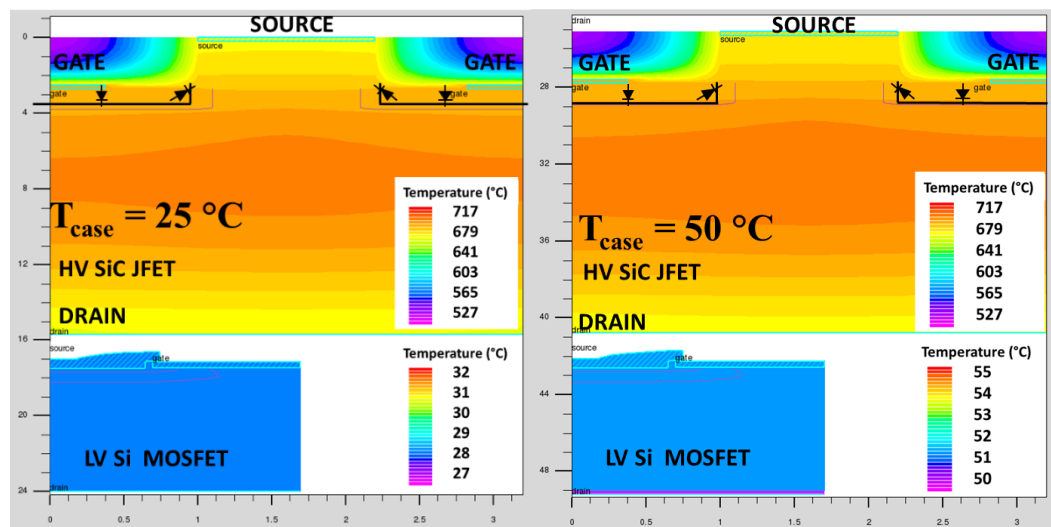 SOURCE
source
GATE
GATE
gate
gate
T_case = 25 °C
HV SiC JFET
DRAIN
drain
Temperature (°C)
717
679
641
603
565
527
source
gate
LV Si MOSFET
drain
Temperature (°C)
32
31
30
29
28
27
0
4
8
12
16
20
24
0
0.5
1
1.5
2
2.5
3
drain
SOURCE
source
GATE
GATE
gate
gate
T_case = 50 °C
HV SiC JFET
DRAIN
drain
Temperature (°C)
717
679
641
603
565
527
source
gate
LV Si MOSFET
drain
Temperature (°C)
55
54
53
52
51
50
28
32
36
40
44
48
0
0.5
1
1.5
2
2.5
3